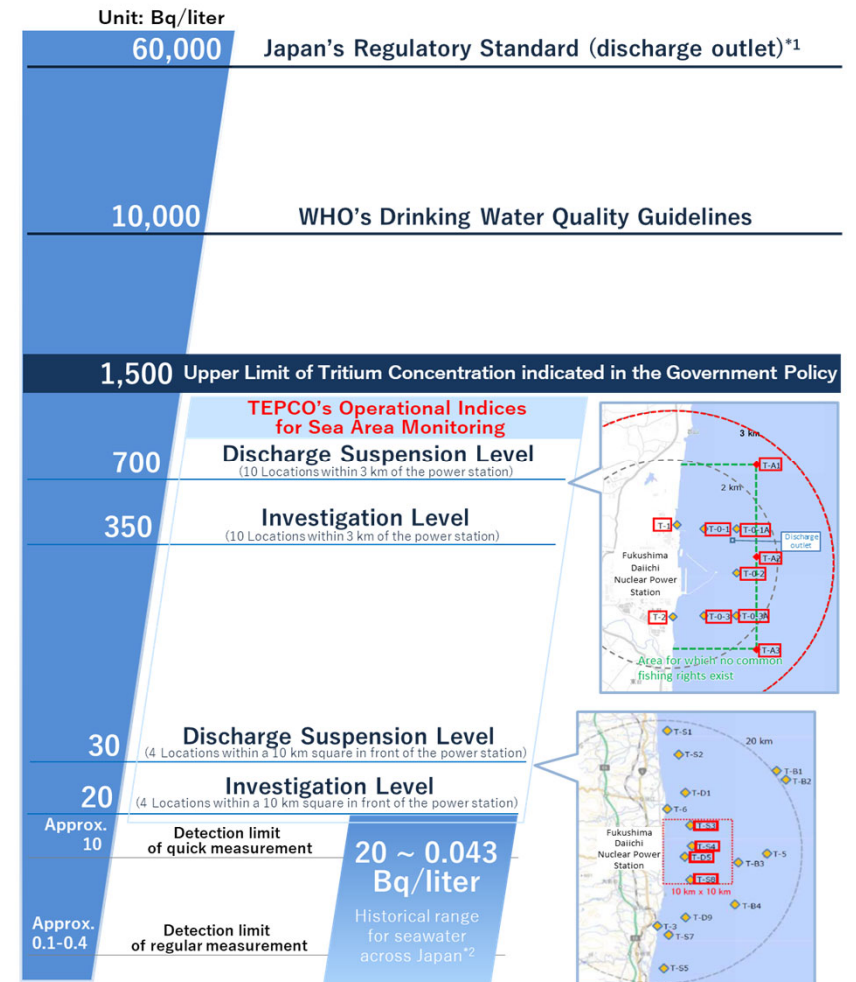 Unit: Bq/liter
60,000 Japan's Regulatory Standard (discharge outlet)*1
10,000 WHO's Drinking Water Quality Guidelines
1,500 Upper Limit of Tritium Concentration indicated in the Government Policy
TEPCO's Operational Indices
for Sea Area Monitoring
700 Discharge Suspension Level
(10 Locations within 3 km of the power station)
350 Investigation Level
(10 Locations within 3 km of the power station)
3 km
T-A1
2 km
T-1
T-0-1
T-0-1A
Discharge
outlet
Fukushima
Daiichi
Nuclear Power
Station
T-A2
T-0-2
T-2
T-0-3
T-0-3A
T-A3
Area for which no common
fishing rights exist
30 Discharge Suspension Level
(4 Locations within a 10 km square in front of the power station)
20 Investigation Level
(4 Locations within a 10 km square in front of the power station)
Approx.
10
Detection limit
of quick measurement
20 ~ 0.043
Bq/liter
Historical range
for seawater
across Japan*2
Approx.
0.1-0.4
Detection limit
of regular measurement
T-S1
20 km
T-S2
T-B1
T-B2
T-D1
T-6
T-S3
Fukushima
Daiichi
Nuclear Power
Station
T-S4
T-D5
T-5
T-B3
T-S8
10 km x 10 km
T-B4
T-D9
T-3
T-S7
T-S5